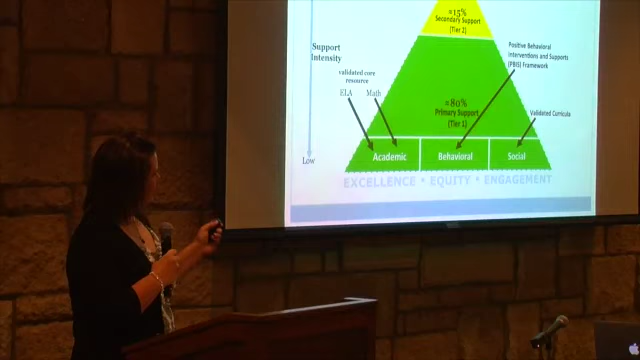 ≈15%
Secondary Support
(Tier 2)
Support
Intensity
validated core
resource
ELA Math
Positive Behavioral
Interventions and Supports
(PBIS) Framework
≈80%
Primary Support
(Tier 1)
Validated Curricula
Low
Academic Behavioral Social
EXCELLENCE • EQUITY • ENGAGEMENT